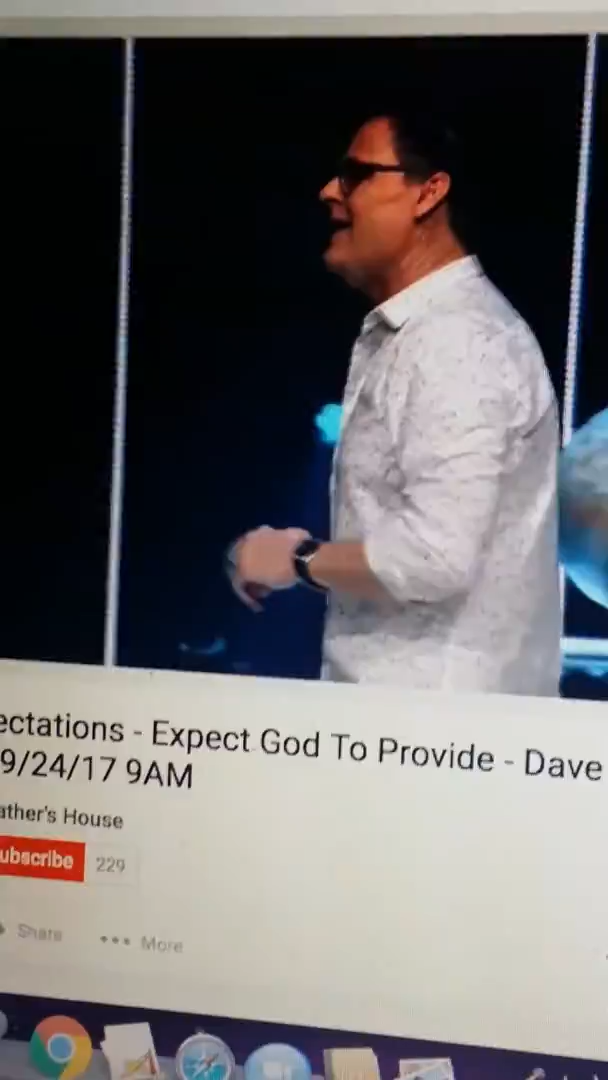 ectations - Expect God To Provide - Dave
9/24/17 9AM
ather's House
ubscribe 229
Share ••• More